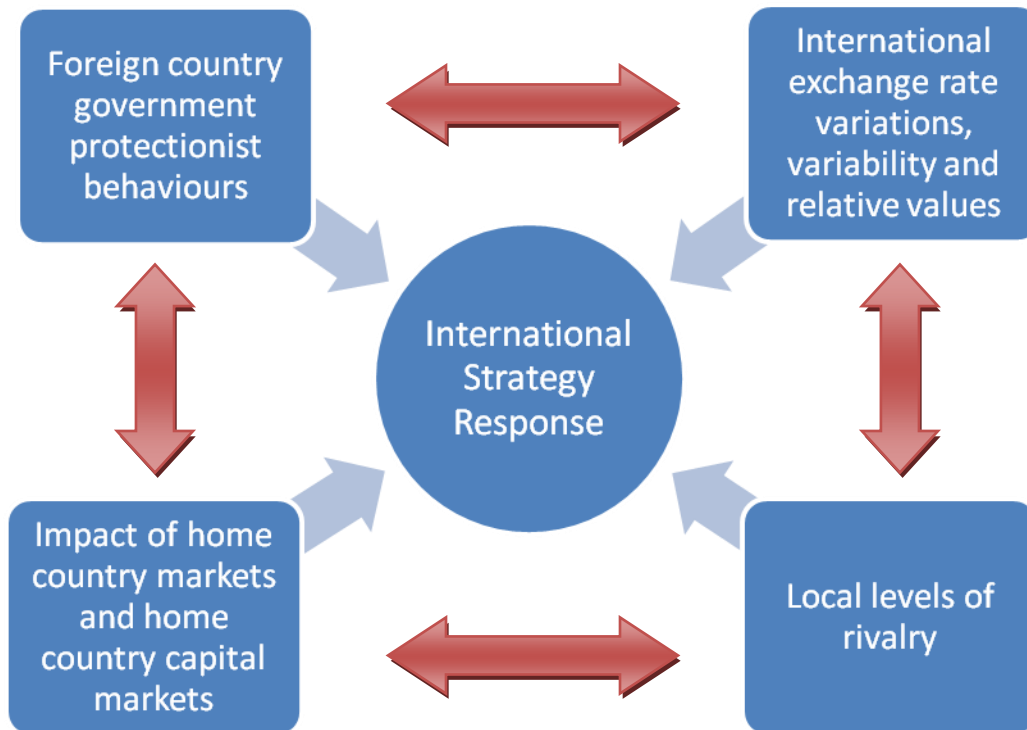 Foreign country
government
protectionist
behaviours
International
exchange rate
variations,
variability and
relative values
International
Strategy
Response
Impact of home
country markets
and home
country capital
markets
Local levels of
rivalry